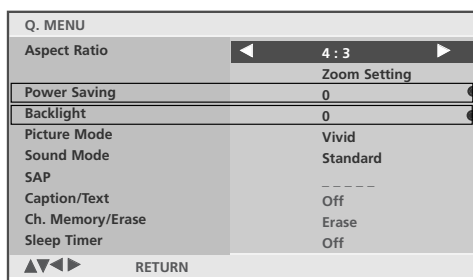 Q. MENU
Aspect Ratio ◀ 4 : 3 ▶
Zoom Setting
Power Saving 0
Backlight 0
Picture Mode Vivid
Sound Mode Standard
SAP _ _ _ _ _
Caption/Text Off
Ch. Memory/Erase Erase
Sleep Timer Off
▲▼◀▶ RETURN